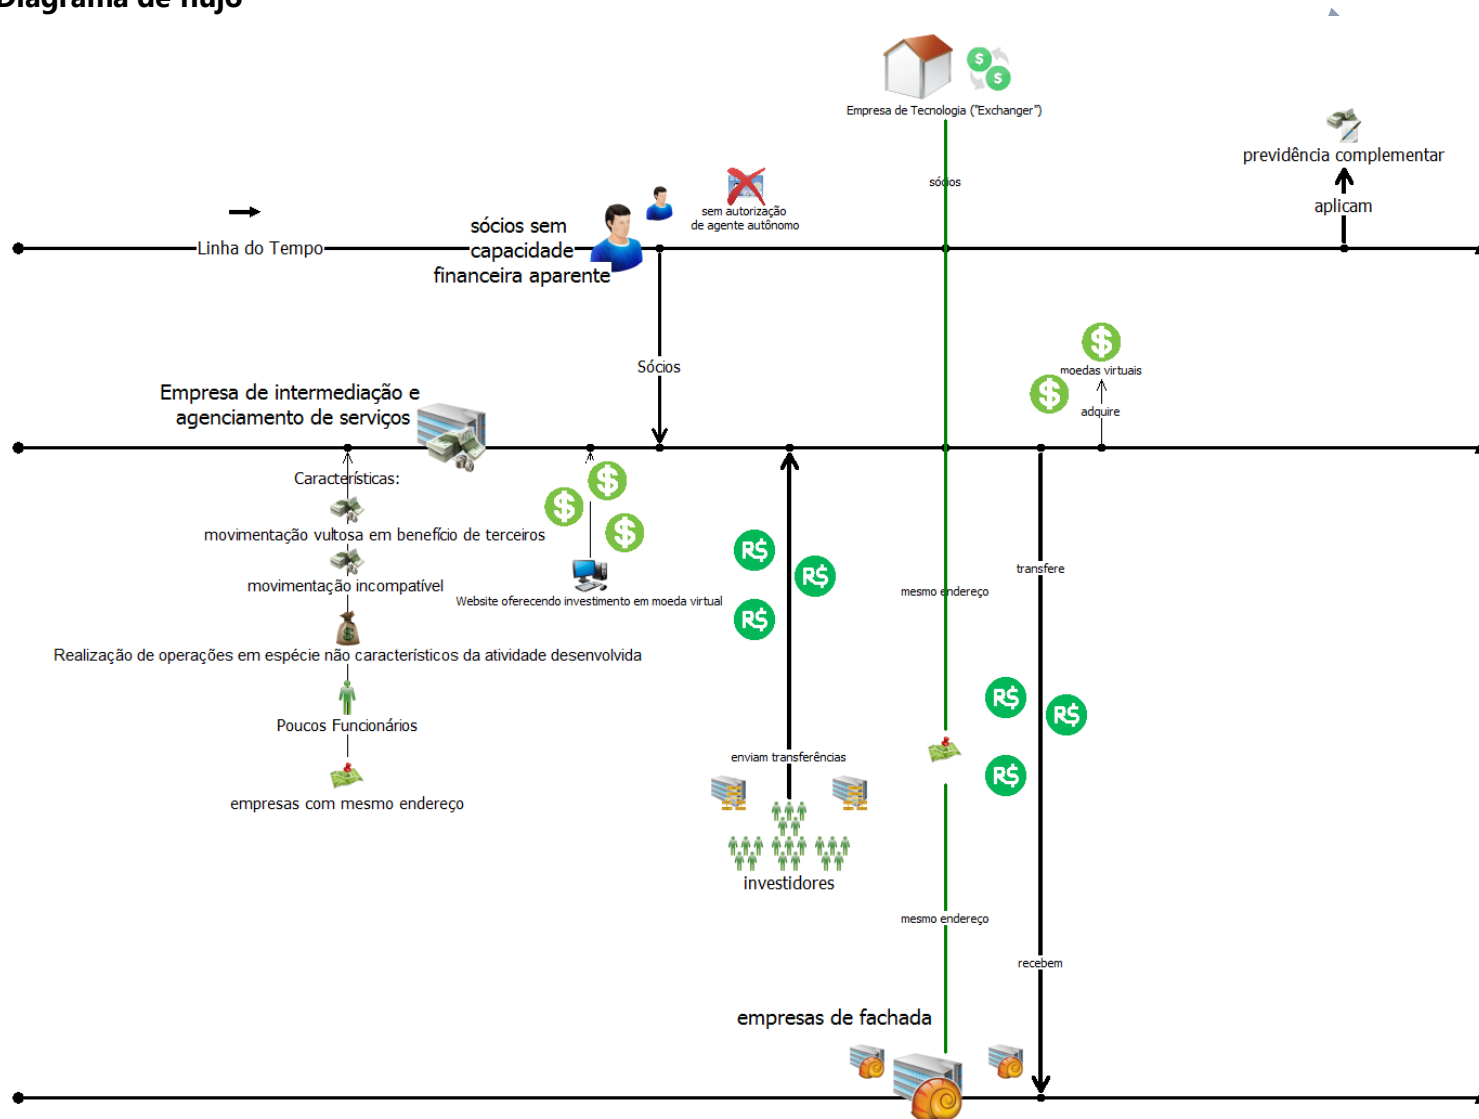 Diagrama de flujo
Empresa de Tecnologia ("Exchanger")
previdência complementar
sócios
aplicam
sem autorização
de agente autônomo
sócios sem
capacidade
financeira aparente
Linha do Tempo
Sócios
moedas virtuais
adquire
Empresa de intermediação e
agenciamento de serviços
Características:
movimentação vultosa em benefício de terceiros
movimentação incompatível
Website oferecendo investimento em moeda virtual
Realização de operações em espécie não característicos da atividade desenvolvida
Poucos Funcionários
empresas com mesmo endereço
R$
R$
R$
transfere
mesmo endereço
R$
R$
R$
enviam transferências
investidores
mesmo endereço
recebem
empresas de fachada